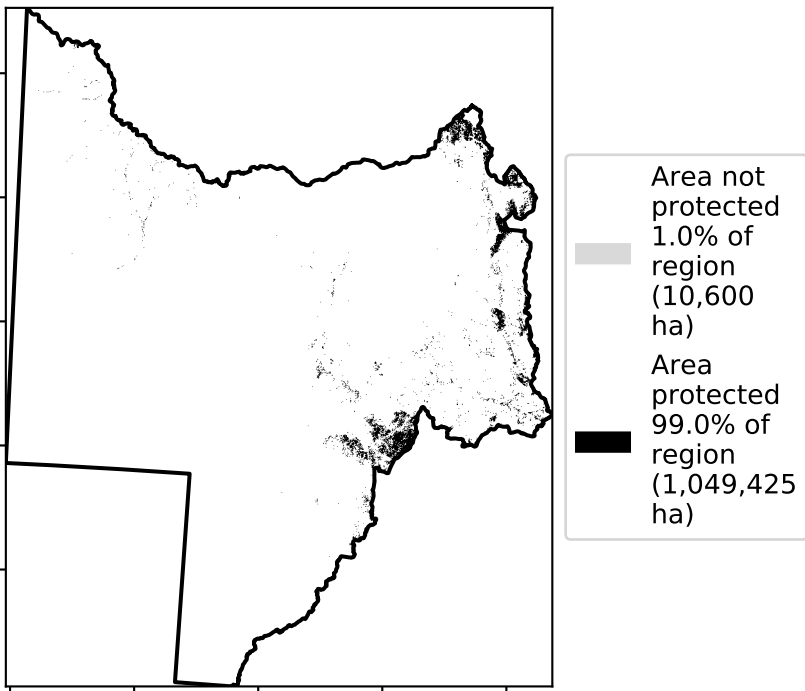 Area not
protected
1.0% of
region
(10,600
ha)
Area
protected
99.0% of
region
(1,049,425
ha)